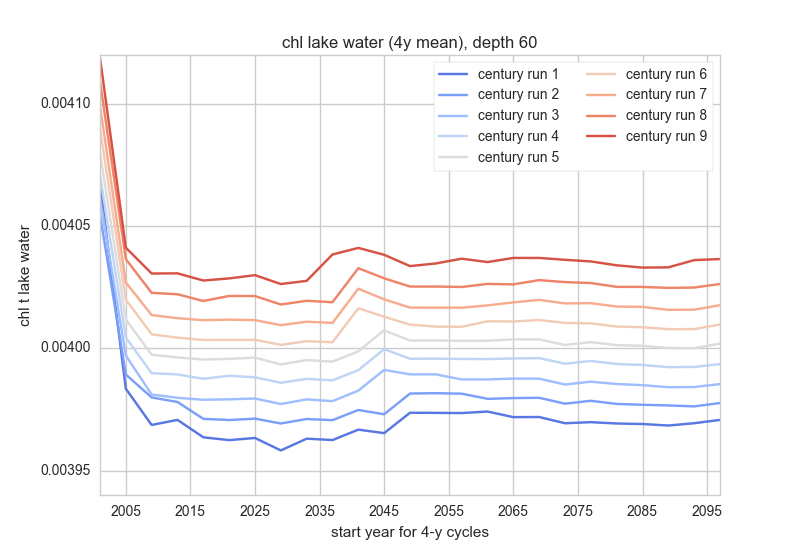 chl lake water (4y mean), depth 60
century run 1
century run 2
century run 3
century run 4
century run 5
century run 6
century run 7
century run 8
century run 9
0.00410
0.00405
0.00400
0.00395
chl t lake water
2005 2015 2025 2035 2045 2055 2065 2075 2085 2095
start year for 4-y cycles